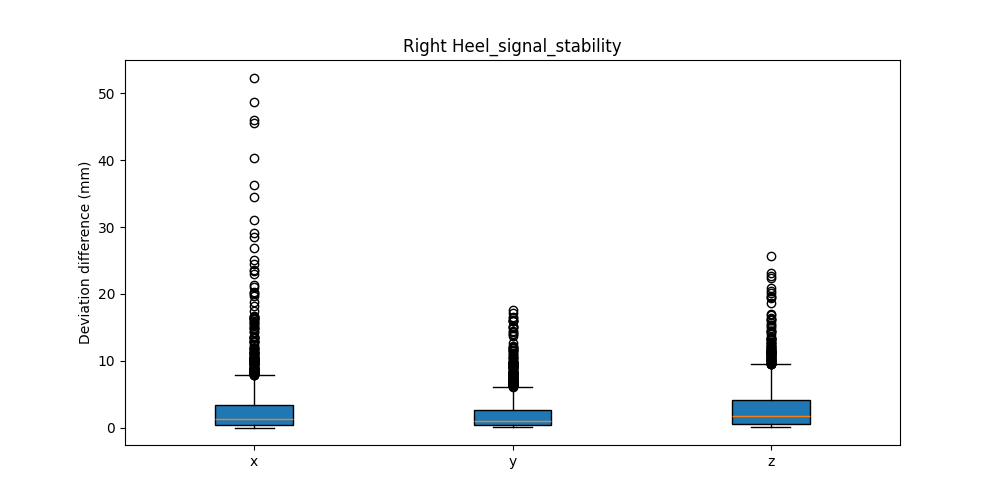 Right Heel_signal_stability
Deviation difference (mm)
50
40
30
20
10
0
x
y
z